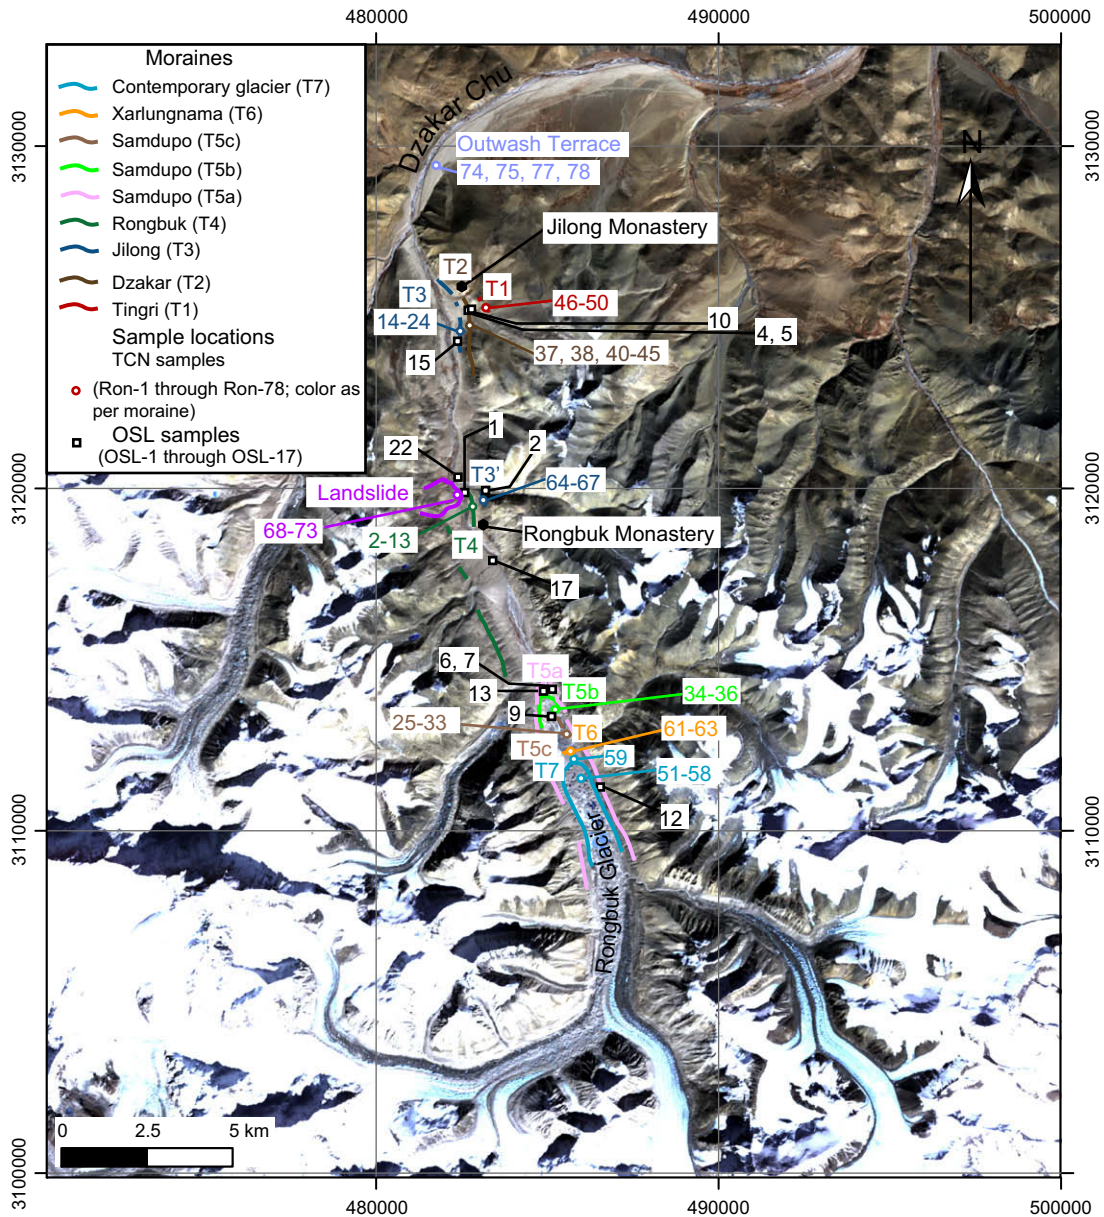 480000
490000
500000
Moraines
Contemporary glacier (T7)
Xarlungnama (T6)
Samdupo (T5c)
Samdupo (T5b)
Samdupo (T5a)
Rongbuk (T4)
Jilong (T3)
Dzakar (T2)
Tingri (T1)
Sample locations
TCN samples
(Ron-1 through Ron-78; color as
per moraine)
OSL samples
(OSL-1 through OSL-17)
Dzakar Chu
3130000
3130000
N
Outwash Terrace
74, 75, 77, 78
Jilong Monastery
T2
T1
T3
46-50
14-24
10
4, 5
15
37, 38, 40-45
1
22
2
T3'
64-67
3120000
3120000
Landslide
68-73
2-13
T4
Rongbuk Monastery
17
6, 7
T5a
13
T5b
34-36
9
25-33
T6
61-63
T5c
59
T7
51-58
12
3110000
3110000
Rongbuk Glacier
0
2.5
5 km
3100000
3100000
480000
490000
500000